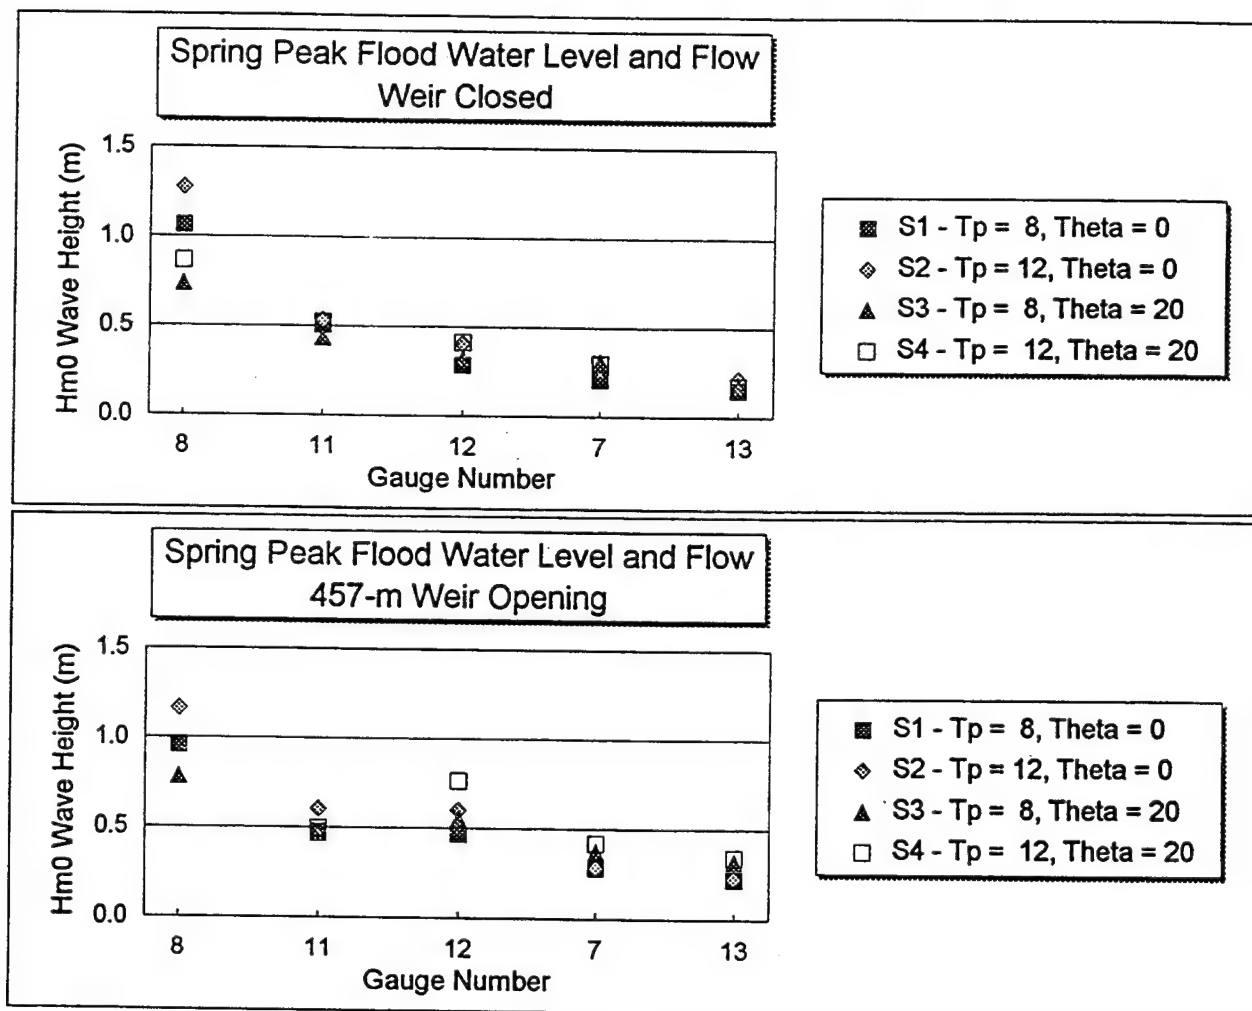 Spring Peak Flood Water Level and Flow
Weir Closed
Hm0 Wave Height (m)
1.5
1.0
0.5
0.0
8 11 12 7 13
Gauge Number
S1 - Tp = 8, Theta = 0
S2 - Tp = 12, Theta = 0
S3 - Tp = 8, Theta = 20
S4 - Tp = 12, Theta = 20
Spring Peak Flood Water Level and Flow
457-m Weir Opening
Hm0 Wave Height (m)
1.5
1.0
0.5
0.0
8 11 12 7 13
Gauge Number
S1 - Tp = 8, Theta = 0
S2 - Tp = 12, Theta = 0
S3 - Tp = 8, Theta = 20
S4 - Tp = 12, Theta = 20